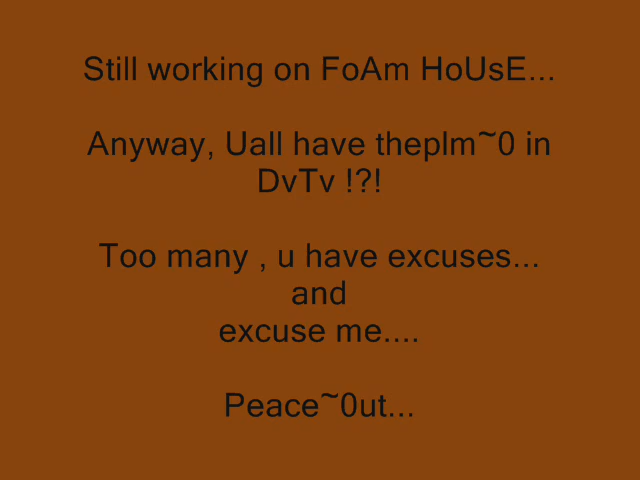 Still working on FoAm HoUsE...
Anyway, Uall have theplm~0 in
DvTv !?!
Too many , u have excuses...
and
excuse me....
Peace~0ut...